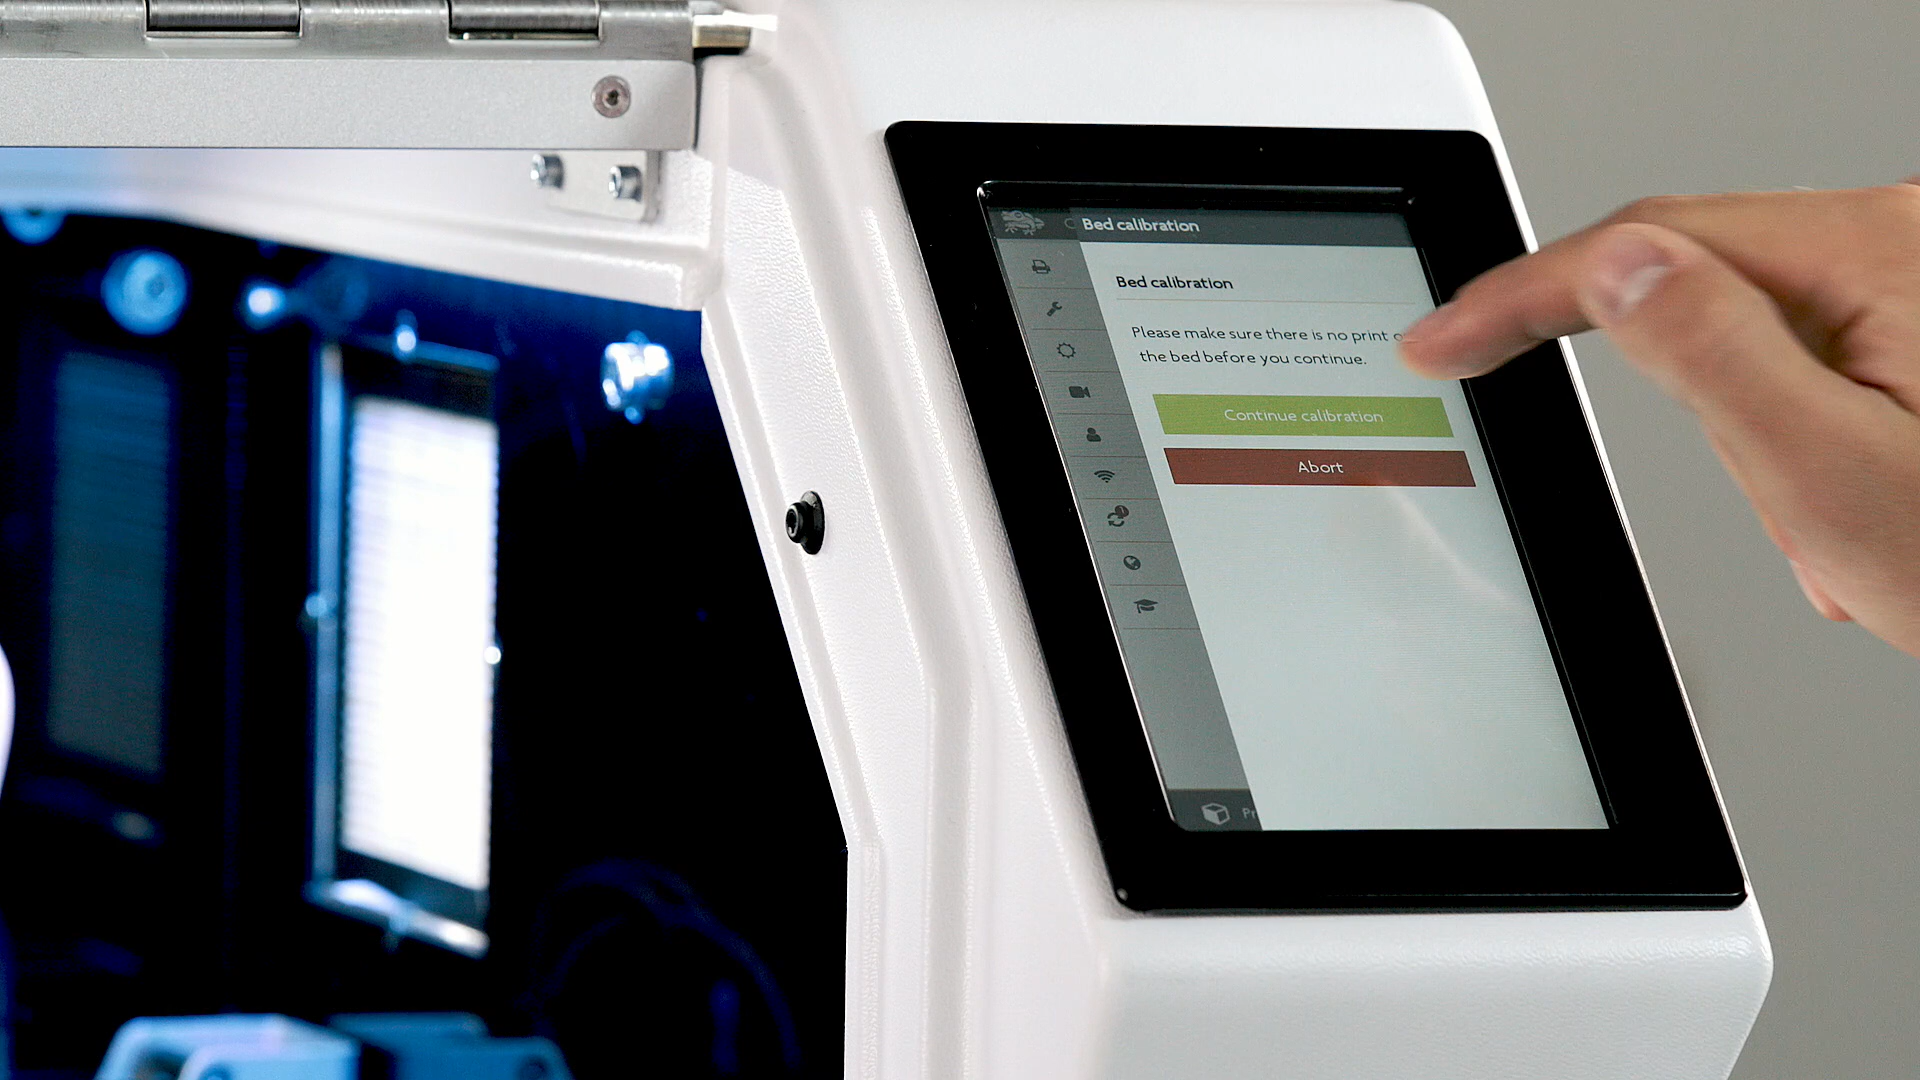 Bed calibration
Bed calibration
Please make sure there is no print
the bed before you continue.
Continue calibration
Abort